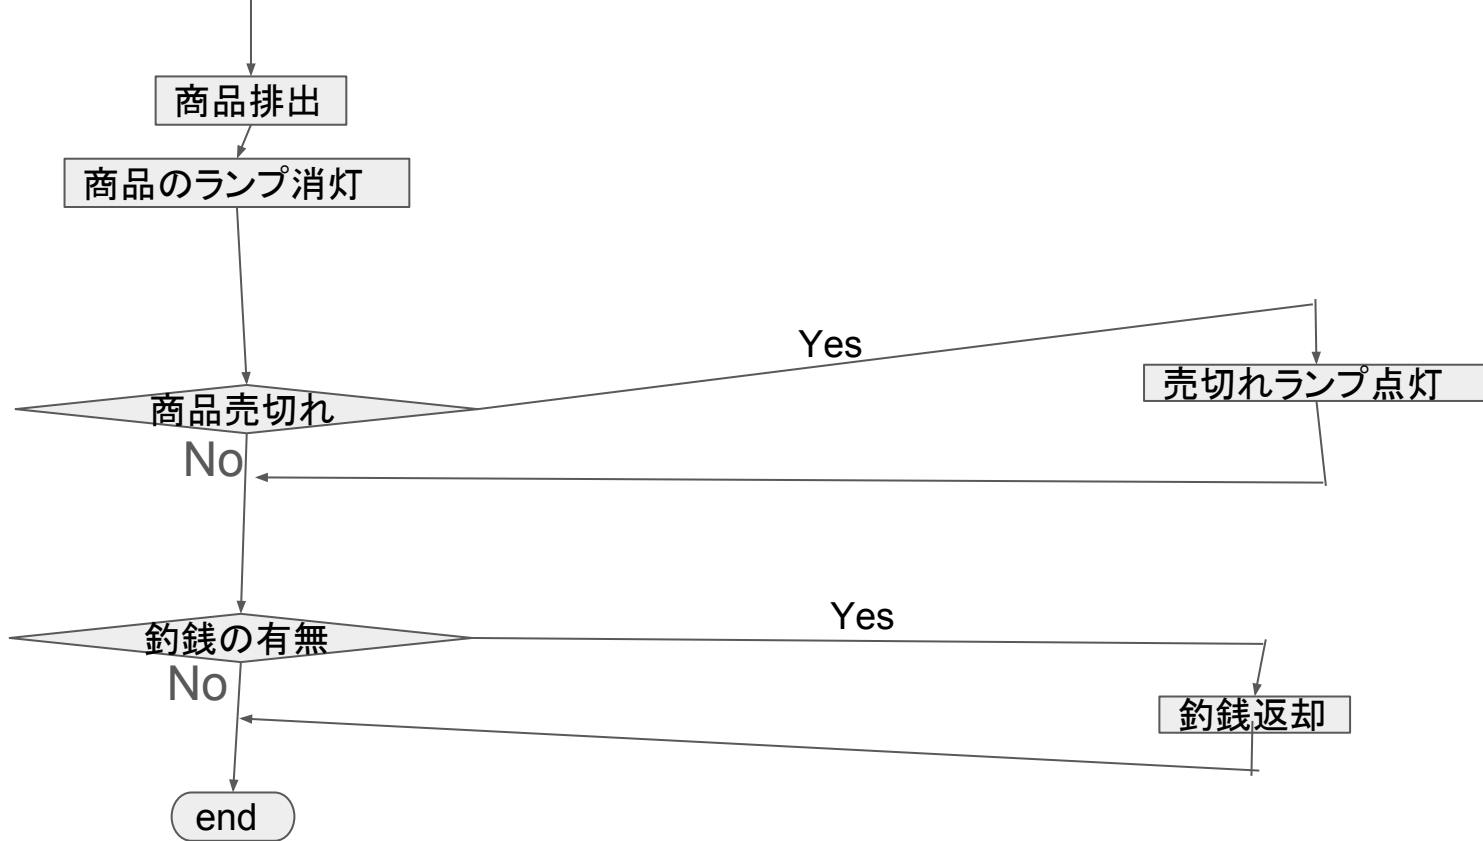 商品排出
商品のランプ消灯
Yes
売切れランプ点灯
商品売切れ
No
Yes
釣銭の有無
No
釣銭返却
end